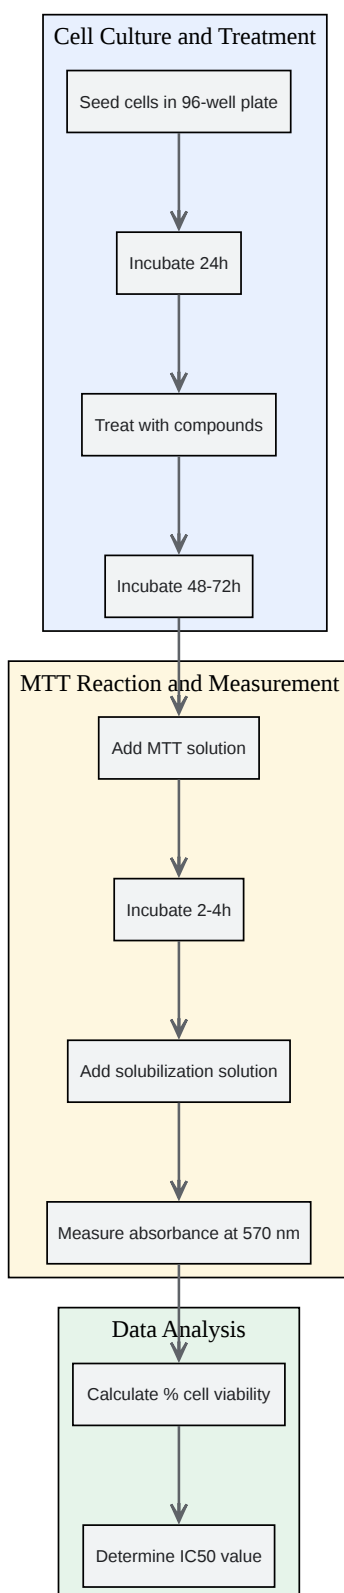 Cell Culture and Treatment
Seed cells in 96-well plate
Incubate 24h
Treat with compounds
Incubate 48-72h
MTT Reaction and Measurement
Add MTT solution
Incubate 2-4h
Add solubilization solution
Measure absorbance at 570 nm
Data Analysis
Calculate % cell viability
Determine IC50 value